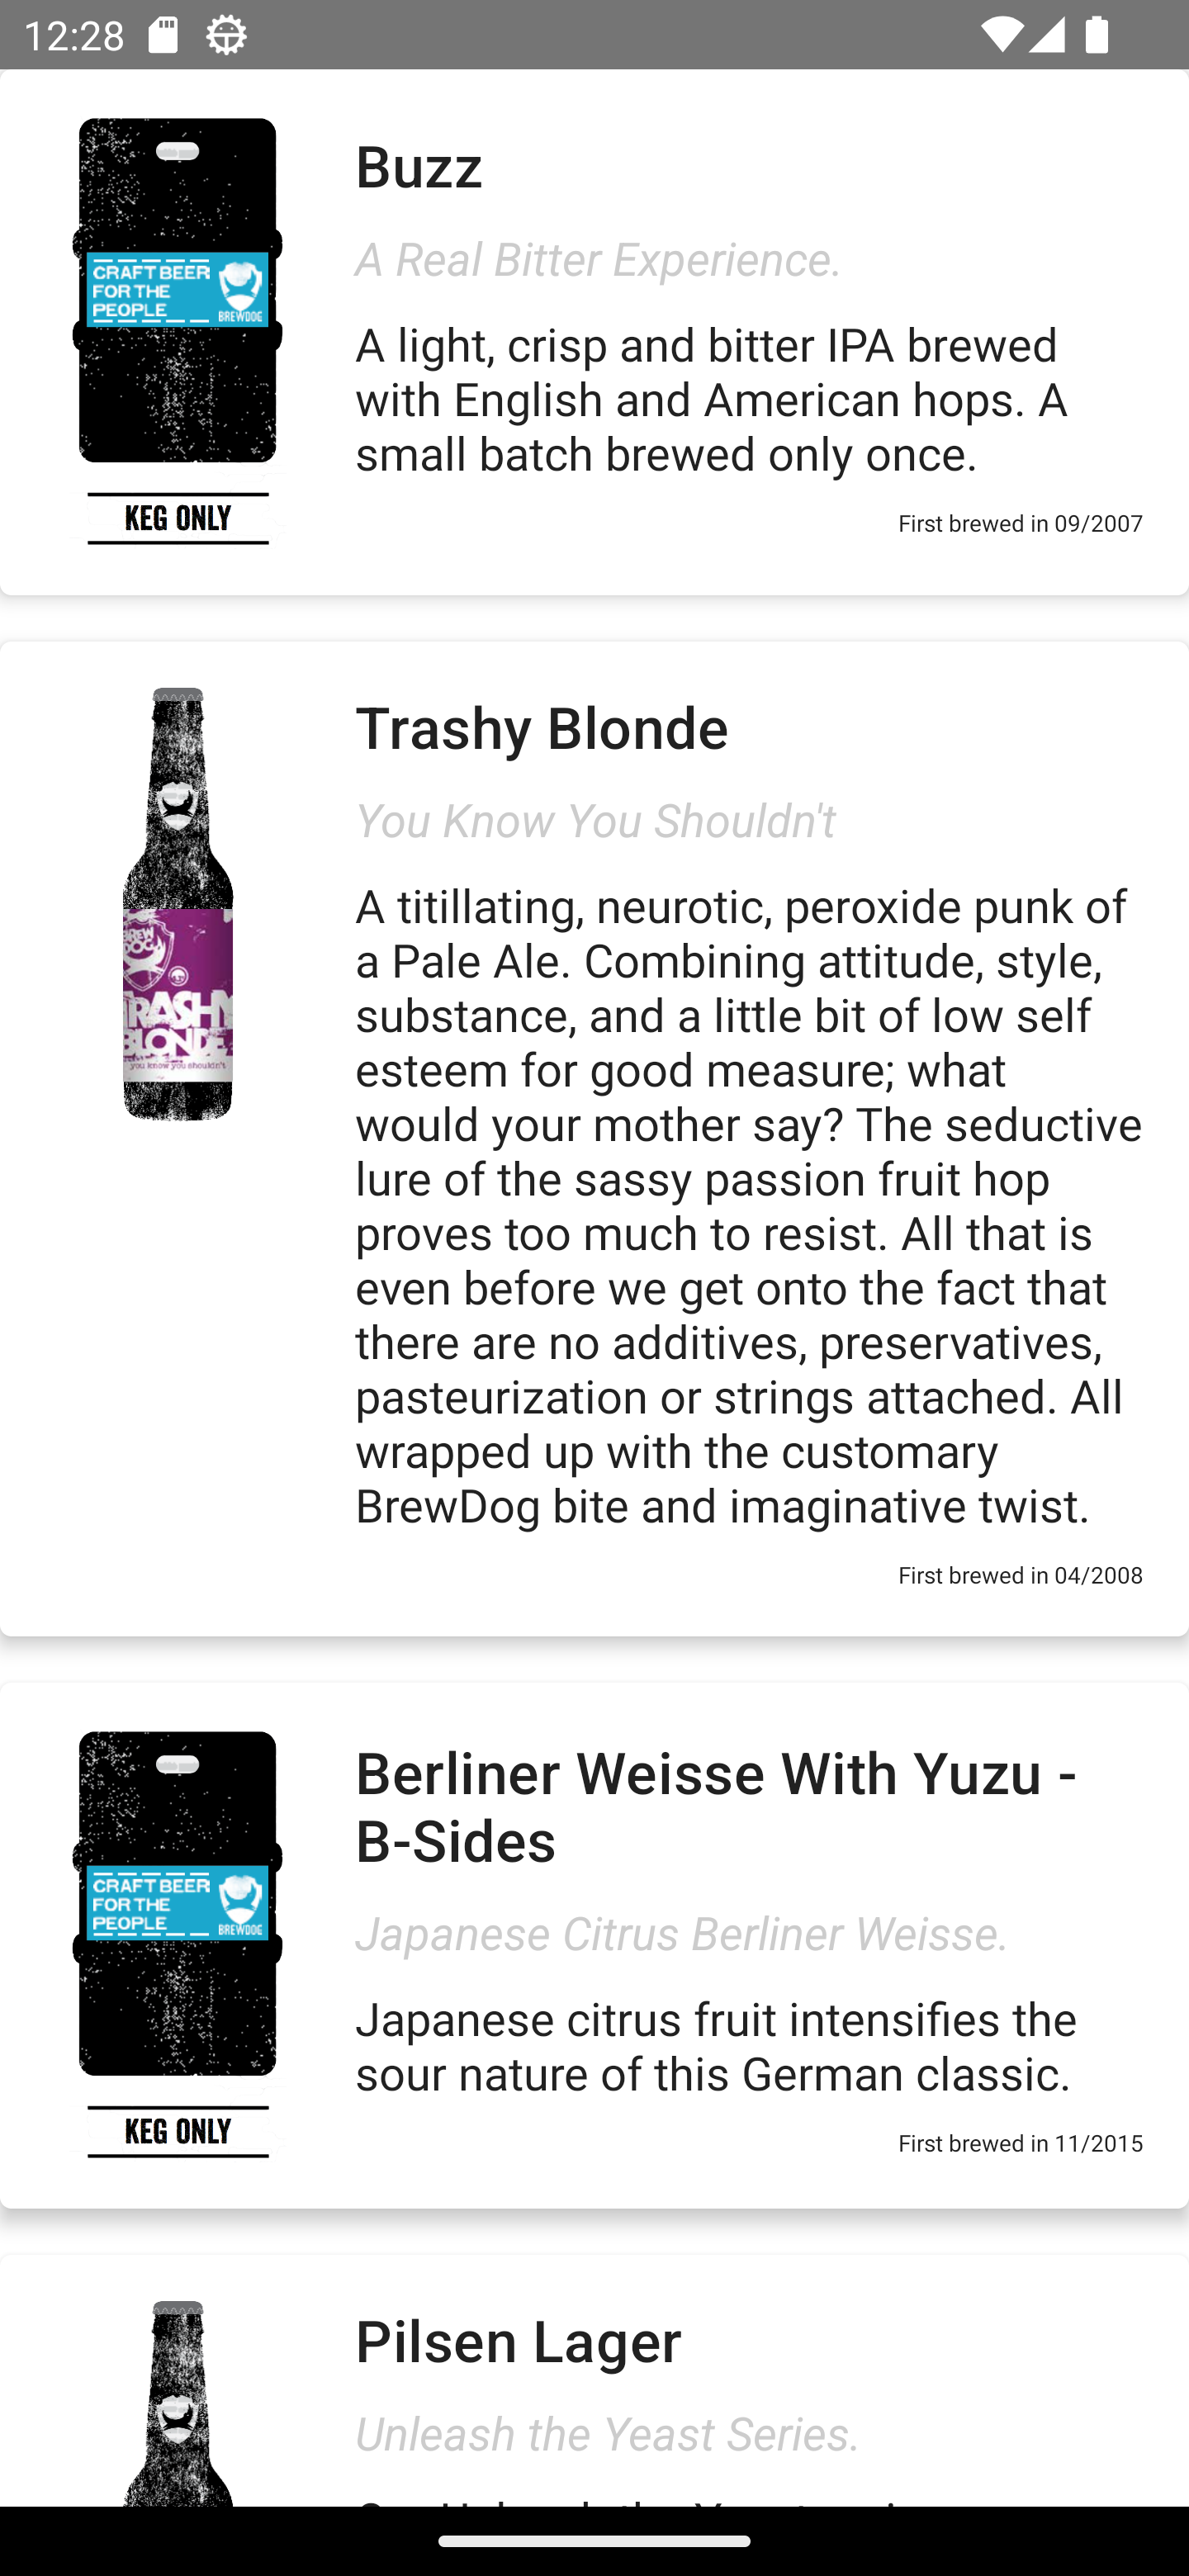 12:28
Buzz
A Real Bitter Experience.
CRAFT BEER
FOR THE
PEOPLE
BREWDOG
A light, crisp and bitter IPA brewed
with English and American hops. A
small batch brewed only once.
KEG ONLY
First brewed in 09/2007
Trashy Blonde
You Know You Shouldn't
A titillating, neurotic, peroxide punk of
a Pale Ale. Combining attitude, style,
substance, and a little bit of low self
esteem for good measure; what
would your mother say? The seductive
lure of the sassy passion fruit hop
proves too much to resist. All that is
even before we get onto the fact that
there are no additives, preservatives,
pasteurization or strings attached. All
wrapped up with the customary
BrewDog bite and imaginative twist.
BREW
DOG
TRASHY
BLONDE
you know you shouldn't
First brewed in 04/2008
Berliner Weisse With Yuzu -
B-Sides
Japanese Citrus Berliner Weisse.
CRAFT BEER
FOR THE
PEOPLE
BREWDOG
Japanese citrus fruit intensifies the
sour nature of this German classic.
KEG ONLY
First brewed in 11/2015
Pilsen Lager
Unleash the Yeast Series.